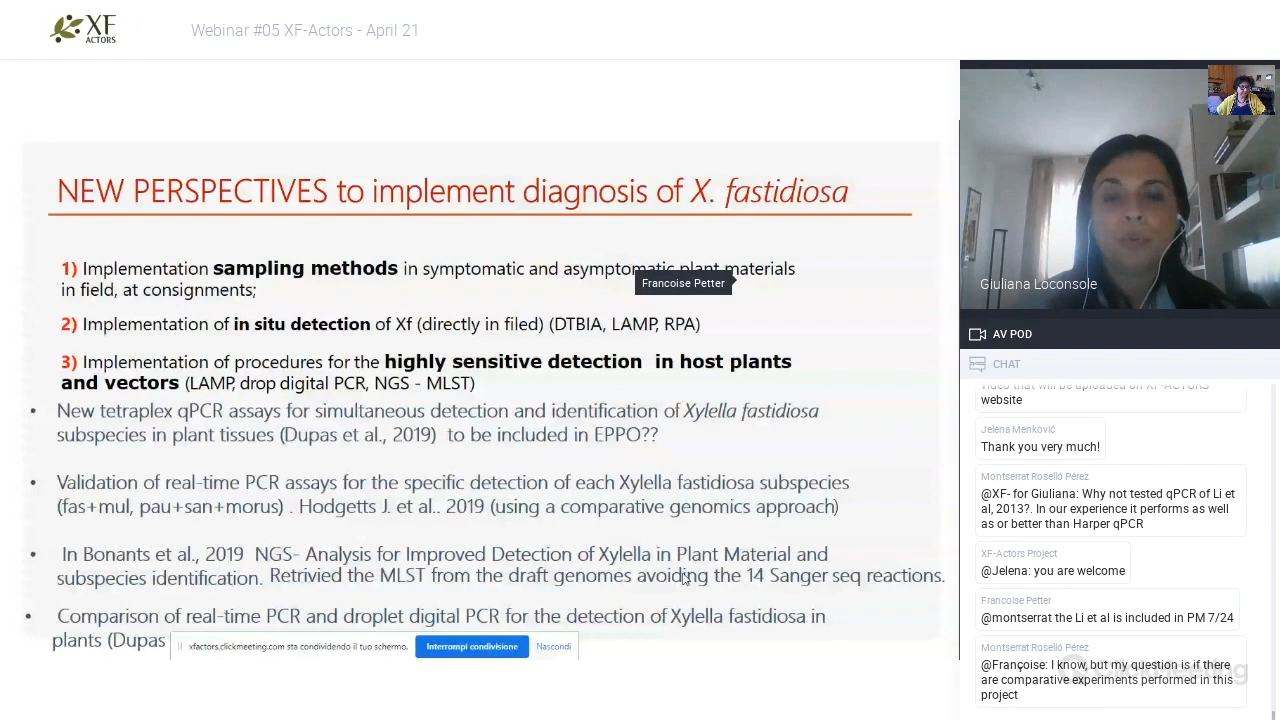 XF
ACTORS
Webinar #05 XF-Actors - April 21
NEW PERSPECTIVES to implement diagnosis of X. fastidiosa
1) Implementation sampling methods in symptomatic and asymptomatic plant materials
in field, at consignments;
Francoise Petter
2) Implementation of in situ detection of Xf (directly in filed) (DTBIA, LAMP, RPA)
3) Implementation of procedures for the highly sensitive detection in host plants
and vectors (LAMP, drop digital PCR, NGS - MLST)
• New tetraplex qPCR assays for simultaneous detection and identification of Xylella fastidiosa
subspecies in plant tissues (Dupas et al., 2019) to be included in EPPO??
• Validation of real-time PCR assays for the specific detection of each Xylella fastidiosa subspecies
(fas+mul, pau+san+morus) . Hodgetts J. et al.. 2019 (using a comparative genomics approach)
• In Bonants et al., 2019 NGS- Analysis for Improved Detection of Xylella in Plant Material and
subspecies identification. Retrivied the MLST from the draft genomes avoiding the 14 Sanger seq reactions.
• Comparison of real-time PCR and droplet digital PCR for the detection of Xylella fastidiosa in
plants (Dupas
xfactors.clickmeeting.com sta condividendo il tuo schermo. Interrompi condivisione Nascondi
Giuliana Loconsole
AV POD
CHAT
video that will be uploaded on XF-ACTORS
website
Jelena Menković
Thank you very much!
Montserrat Roselló Pérez
@XF- for Giuliana: Why not tested qPCR of Li et
al, 2013?. In our experience it performs as well
as or better than Harper qPCR
XF-Actors Project
@Jelena: you are welcome
Francoise Petter
@montserrat the Li et al is included in PM 7/24
Montserrat Roselló Pérez
@Françoise: I know, but my question is if there
are comparative experiments performed in this
project
ClickMeeting